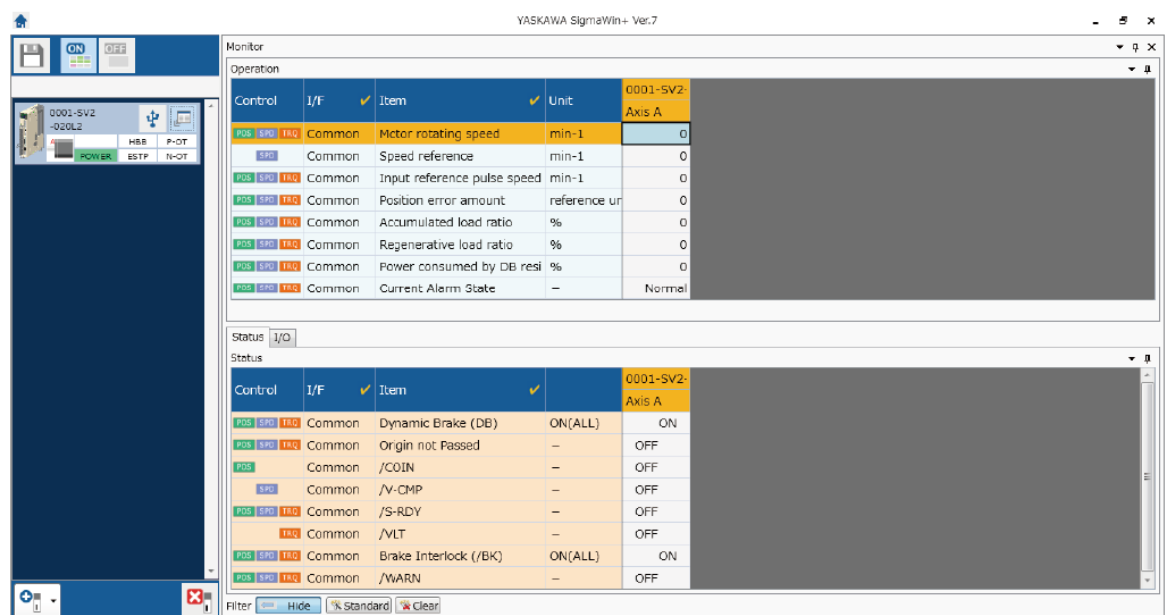 YASKAWA SigmaWin+ Ver.7
ON
OFF
0001-SV2
-020L2
HBB P-OT
POWER ESTP N-OT
Monitor
Operation
Control I/F Item Unit 0001-SV2-
Axis A
POS SPD TRQ Common Motor rotating speed min-1 0
SPD Common Speed reference min-1 0
POS SPD TRQ Common Input reference pulse speed min-1 0
POS SPD TRQ Common Position error amount reference ur 0
POS SPD TRQ Common Accumulated load ratio % 0
POS SPD TRQ Common Regenerative load ratio % 0
POS SPD TRQ Common Power consumed by DB resi % 0
POS SPD TRQ Common Current Alarm State – Normal
Status I/O
Status
Control I/F Item 0001-SV2-
Axis A
POS SPD TRQ Common Dynamic Brake (DB) ON(ALL) ON
POS SPD TRQ Common Origin not Passed – OFF
POS Common /COIN – OFF
SPD Common /V-CMP – OFF
POS SPD TRQ Common /S-RDY – OFF
TRQ Common /VLT – OFF
POS SPD TRQ Common Brake Interlock (/BK) ON(ALL) ON
POS SPD TRQ Common /WARN – OFF
Filter Hide Standard Clear